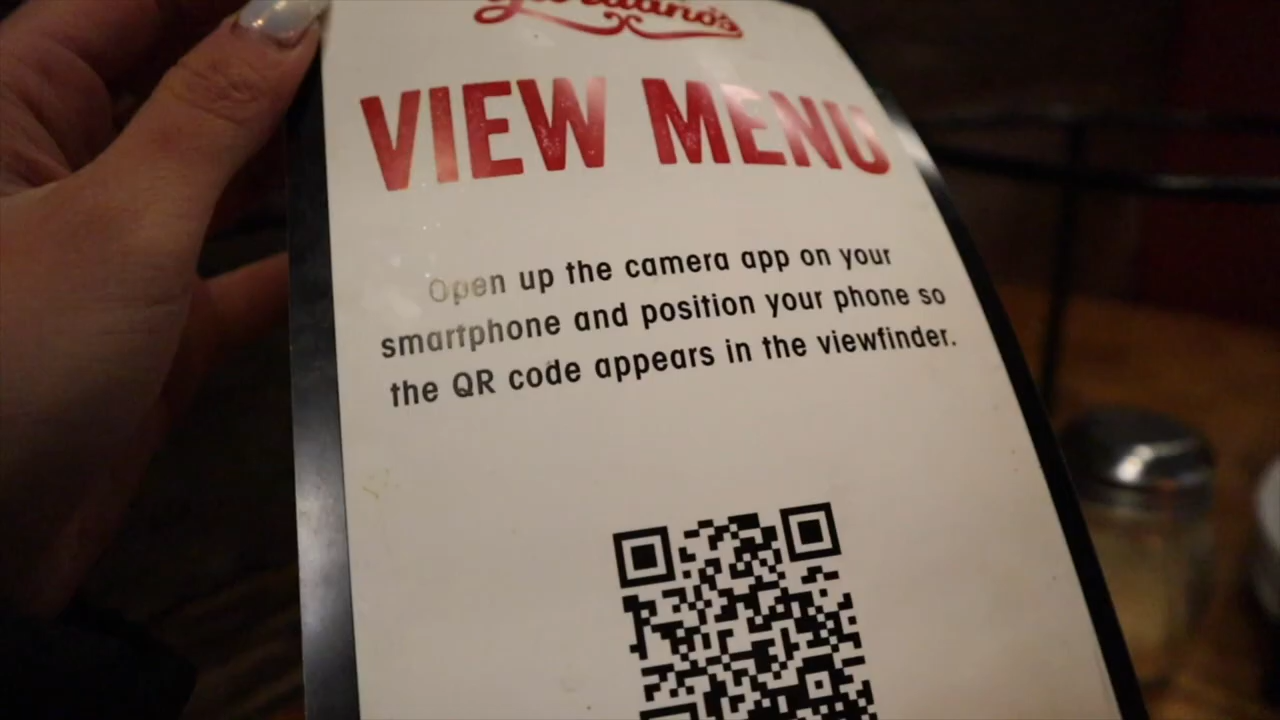 Giordano's
VIEW MENU
Open up the camera app on your
smartphone and position your phone so
the QR code appears in the viewfinder.